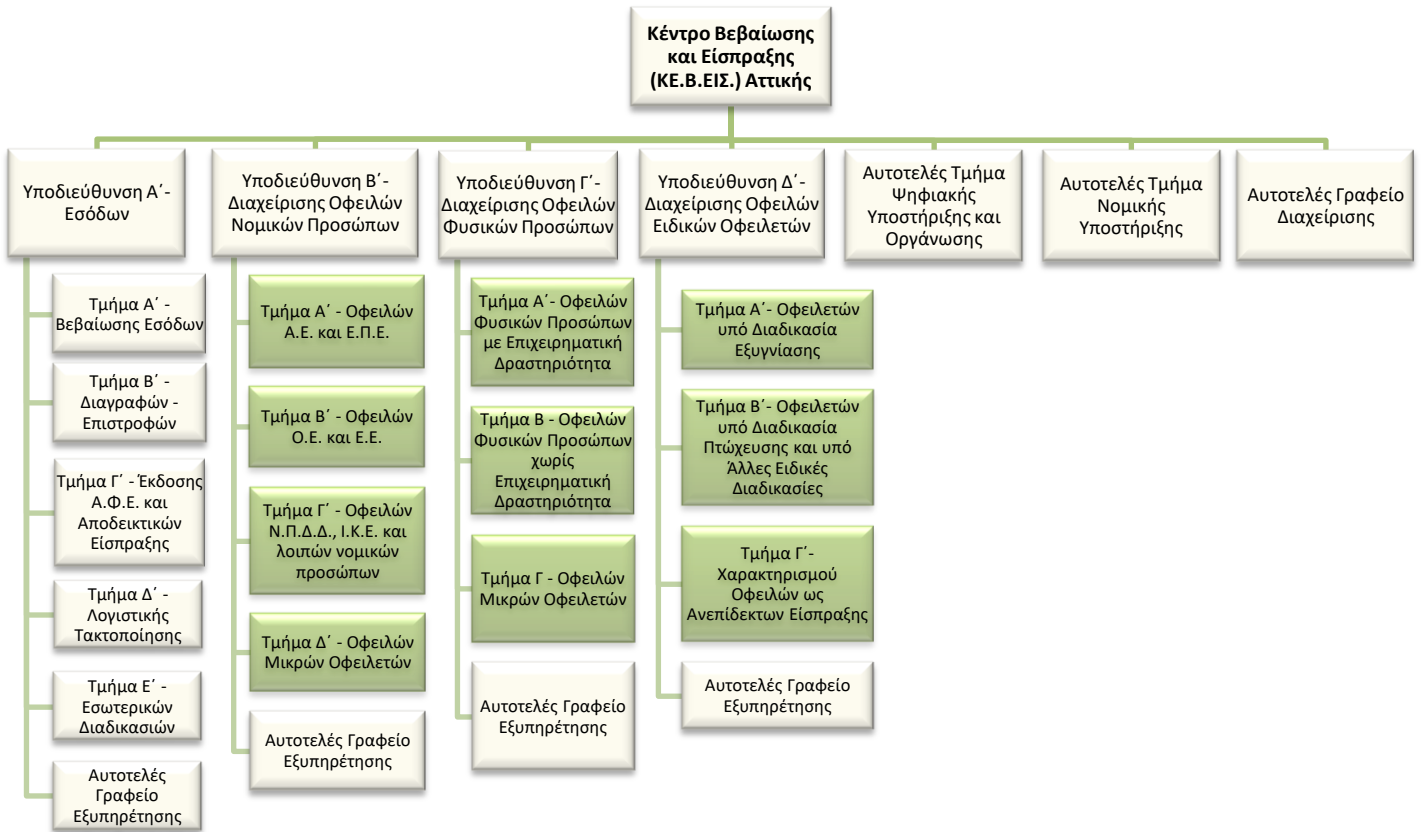 Κέντρο Βεβαίωσης
και Είσπραξης
(ΚΕ.Β.ΕΙΣ.) Αττικής
Υποδιεύθυνση Α΄-
Εσόδων
Υποδιεύθυνση Β΄-
Διαχείρισης Οφειλών
Νομικών Προσώπων
Υποδιεύθυνση Γ΄-
Διαχείρισης Οφειλών
Φυσικών Προσώπων
Υποδιεύθυνση Δ΄-
Διαχείρισης Οφειλών
Ειδικών Οφειλετών
Αυτοτελές Τμήμα
Ψηφιακής
Υποστήριξης και
Οργάνωσης
Αυτοτελές Τμήμα
Νομικής
Υποστήριξης
Αυτοτελές Γραφείο
Διαχείρισης
Τμήμα Α΄ -
Βεβαίωσης Εσόδων
Τμήμα Β΄ -
Διαγραφών -
Επιστροφών
Τμήμα Γ΄ - Έκδοσης
Α.Φ.Ε. και
Αποδεικτικών
Είσπραξης
Τμήμα Δ΄ -
Λογιστικής
Τακτοποίησης
Τμήμα Ε΄ -
Εσωτερικών
Διαδικασιών
Αυτοτελές
Γραφείο
Εξυπηρέτησης
Τμήμα Α΄ - Οφειλών
Α.Ε. και Ε.Π.Ε.
Τμήμα Β΄ - Οφειλών
Ο.Ε. και Ε.Ε.
Τμήμα Γ΄ - Οφειλών
Ν.Π.Δ.Δ., Ι.Κ.Ε. και
λοιπών νομικών
προσώπων
Τμήμα Δ΄ - Οφειλών
Μικρών Οφειλετών
Αυτοτελές Γραφείο
Εξυπηρέτησης
Τμήμα Α΄- Οφειλών
Φυσικών Προσώπων
με Επιχειρηματική
Δραστηριότητα
Τμήμα Β - Οφειλών
Φυσικών Προσώπων
χωρίς
Επιχειρηματική
Δραστηριότητα
Τμήμα Γ - Οφειλών
Μικρών Οφειλετών
Αυτοτελές Γραφείο
Εξυπηρέτησης
Τμήμα Α΄- Οφειλετών
υπό Διαδικασία
Εξυγίασης
Τμήμα Β΄- Οφειλετών
υπό Διαδικασία
Πτώχευσης και υπό
Άλλες Ειδικές
Διαδικασίες
Τμήμα Γ΄-
Χαρακτηρισμού
Οφειλών ως
Ανεπίδεκτων Είσπραξης
Αυτοτελές Γραφείο
Εξυπηρέτησης